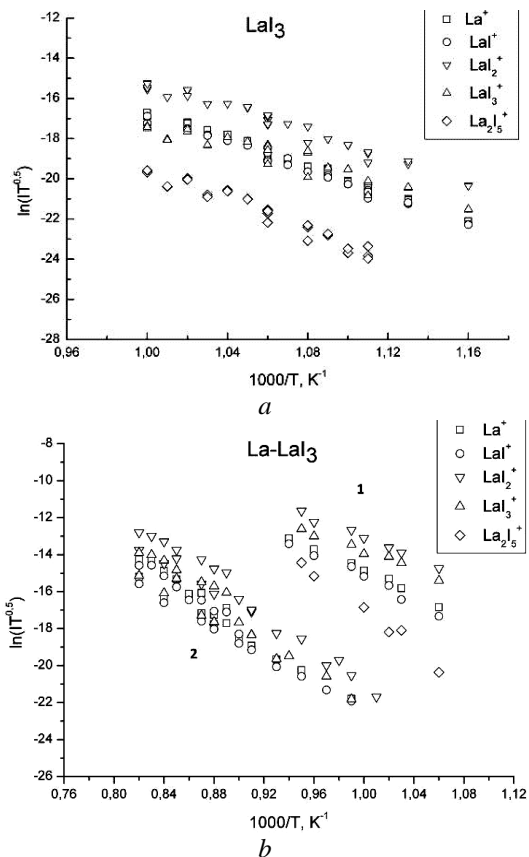 LaI3
-12
-14
-16
-18
-20
-22
-24
-26
-28
ln(IT^0,5)
La+
LaI+
LaI2+
LaI3+
La2I5+
0,96 1,00 1,04 1,08 1,12 1,16
1000/T, K-1
a
La-LaI3
-8
-10
-12
-14
-16
-18
-20
-22
-24
-26
ln(IT^0,5)
La+
LaI+
LaI2+
LaI3+
La2I5+
1
2
0,76 0,80 0,84 0,88 0,92 0,96 1,00 1,04 1,08 1,12
1000/T, K-1
b